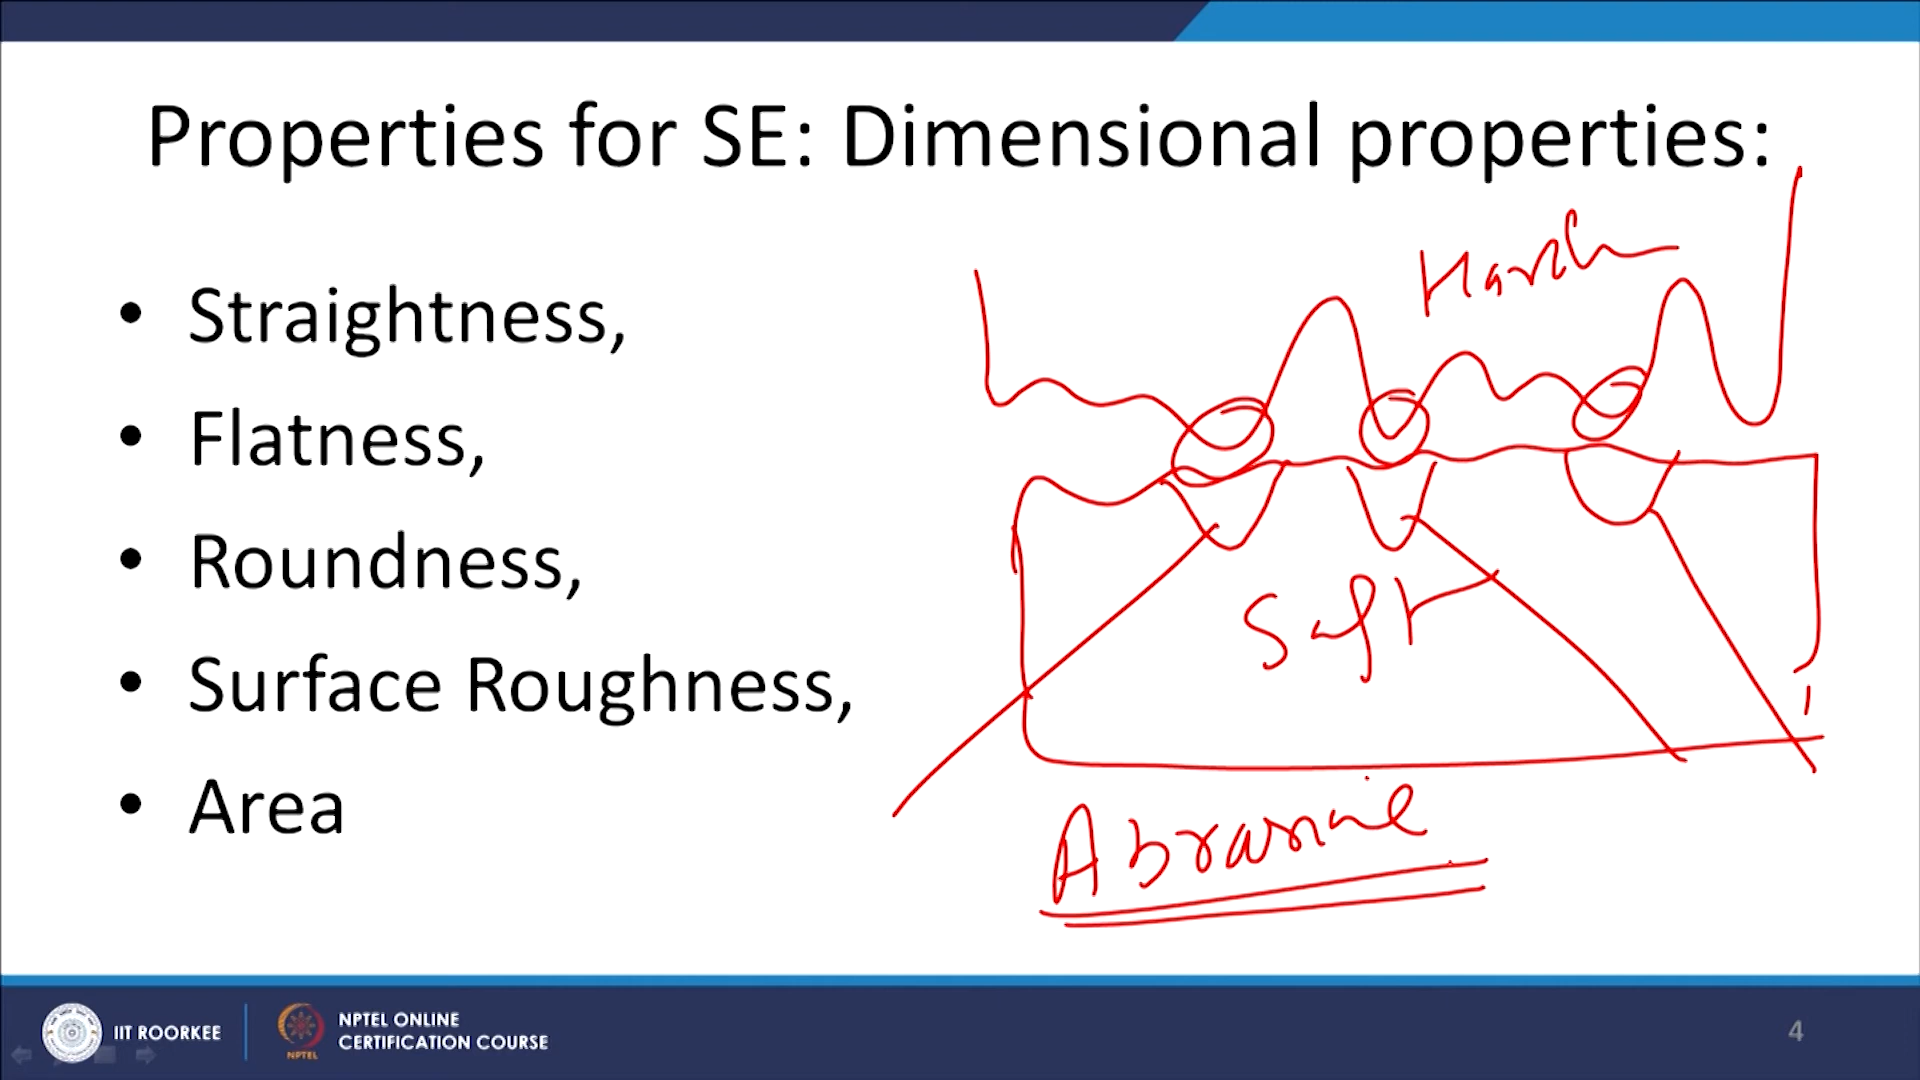 Properties for SE: Dimensional properties:
• Straightness,
• Flatness,
• Roundness,
• Surface Roughness,
• Area
Hard
Soft
Abrasive
IIT ROORKEE
NPTEL
NPTEL ONLINE
CERTIFICATION COURSE
4